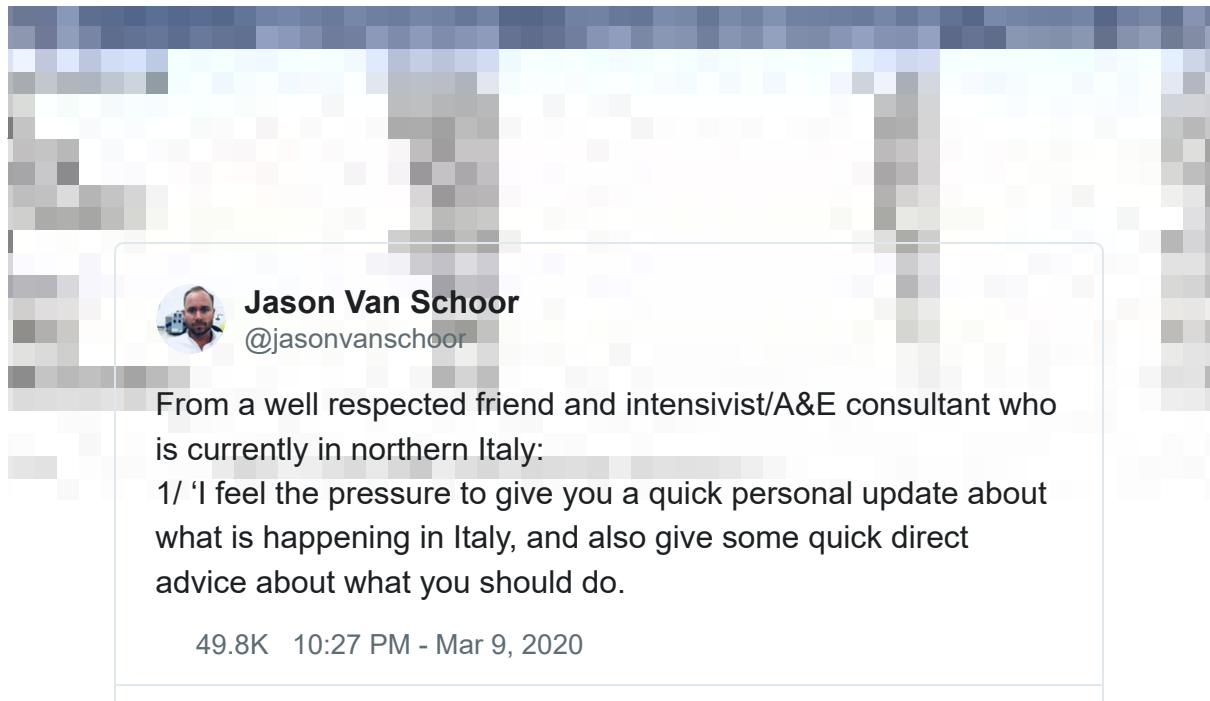 Jason Van Schoor
@jasonvanschoor
From a well respected friend and intensivist/A&E consultant who
is currently in northern Italy:
1/ ‘I feel the pressure to give you a quick personal update about
what is happening in Italy, and also give some quick direct
advice about what you should do.
49.8K 10:27 PM - Mar 9, 2020